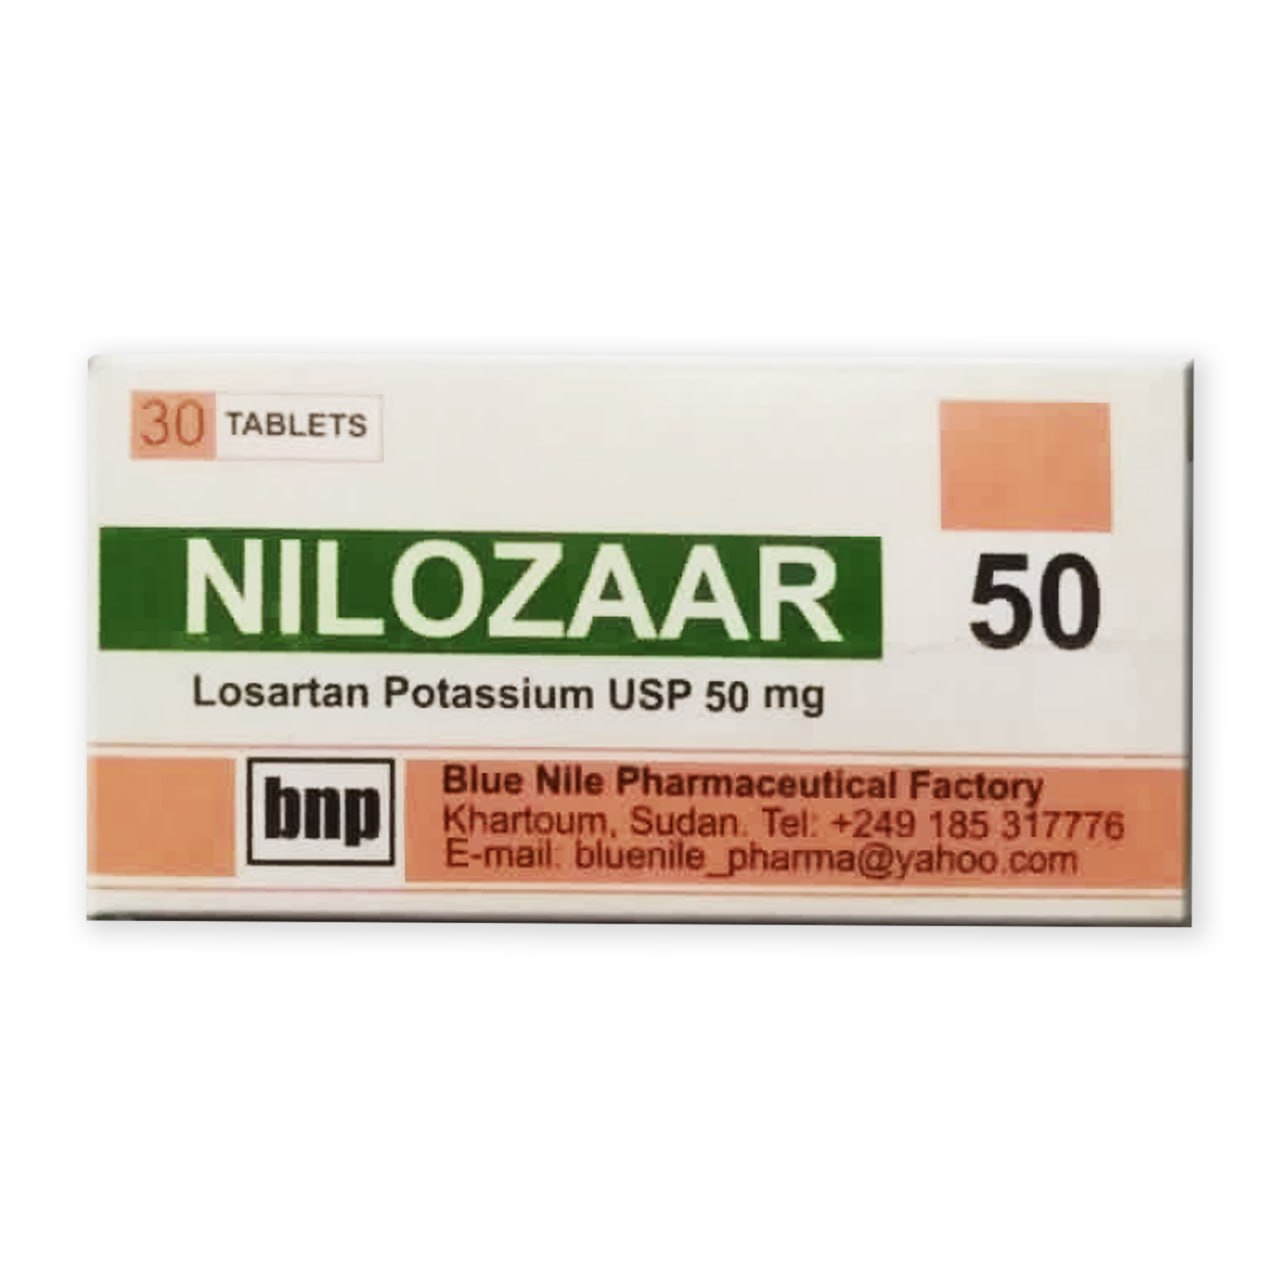 30 TABLETS
NILOZAAR
50
Losartan Potassium USP 50 mg
bnp
Blue Nile Pharmaceutical Factory
Khartoum, Sudan. Tel: +249 185 317776
E-mail: bluenile_pharma@yahoo.com